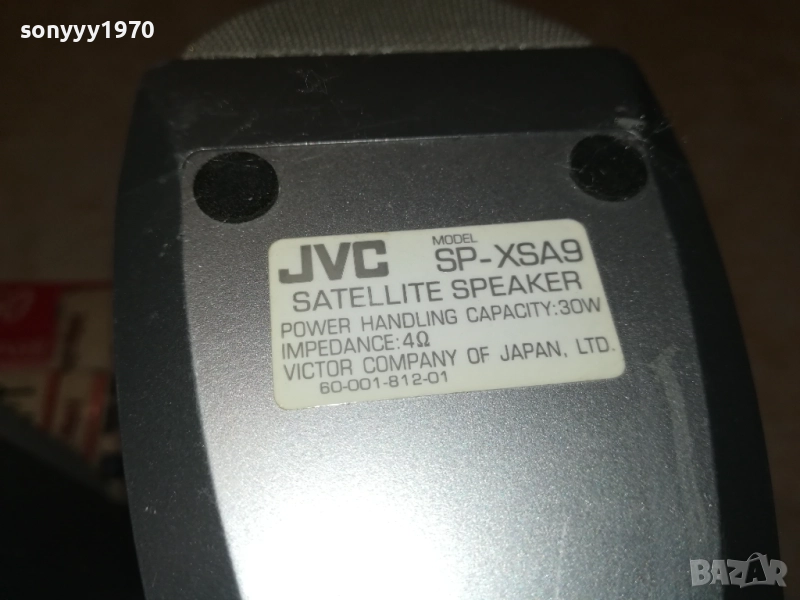 sonyyy1970
JVC MODEL SP-XSA9
SATELLITE SPEAKER
POWER HANDLING CAPACITY:30W
IMPEDANCE:4Ω
VICTOR COMPANY OF JAPAN, LTD.
60-001-812-01
BAZAR